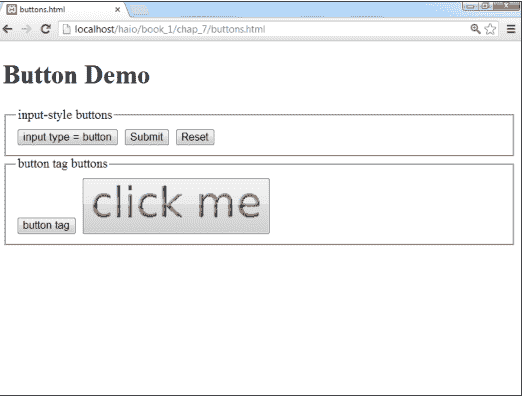 buttons.html
localhost/haio/book_1/chap_7/buttons.html
Button Demo
input-style buttons
input type = button Submit Reset
button tag buttons
button tag click me